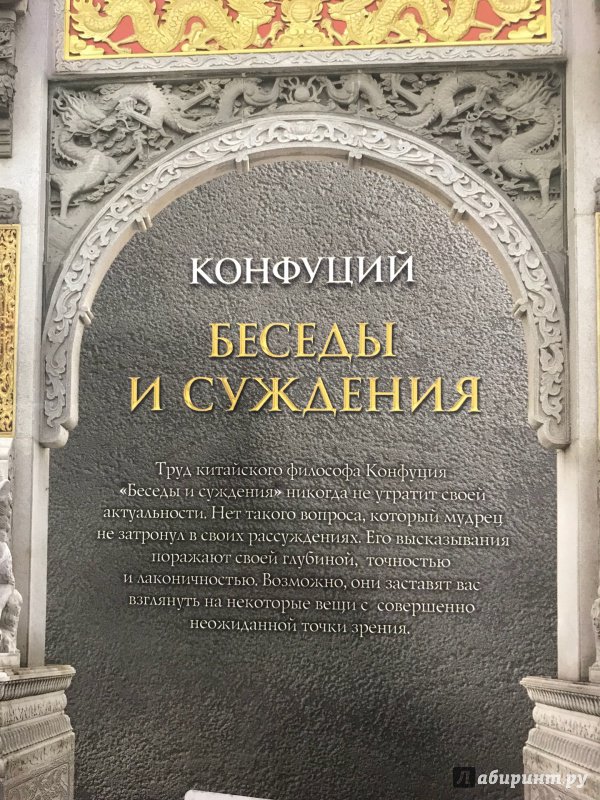 КОНФУЦИЙ
БЕСЕДЫ
И СУЖДЕНИЯ
Труд китайского философа Конфуция
«Беседы и суждения» никогда не утратит своей
актуальности. Нет такого вопроса, который мудрец
не затронул в своих рассуждениях. Его высказывания
поражают своей глубиной, точностью
и лаконичностью. Возможно, они заставят вас
взглянуть на некоторые вещи с совершенно
неожиданной точки зрения.
Лабиринт.ру